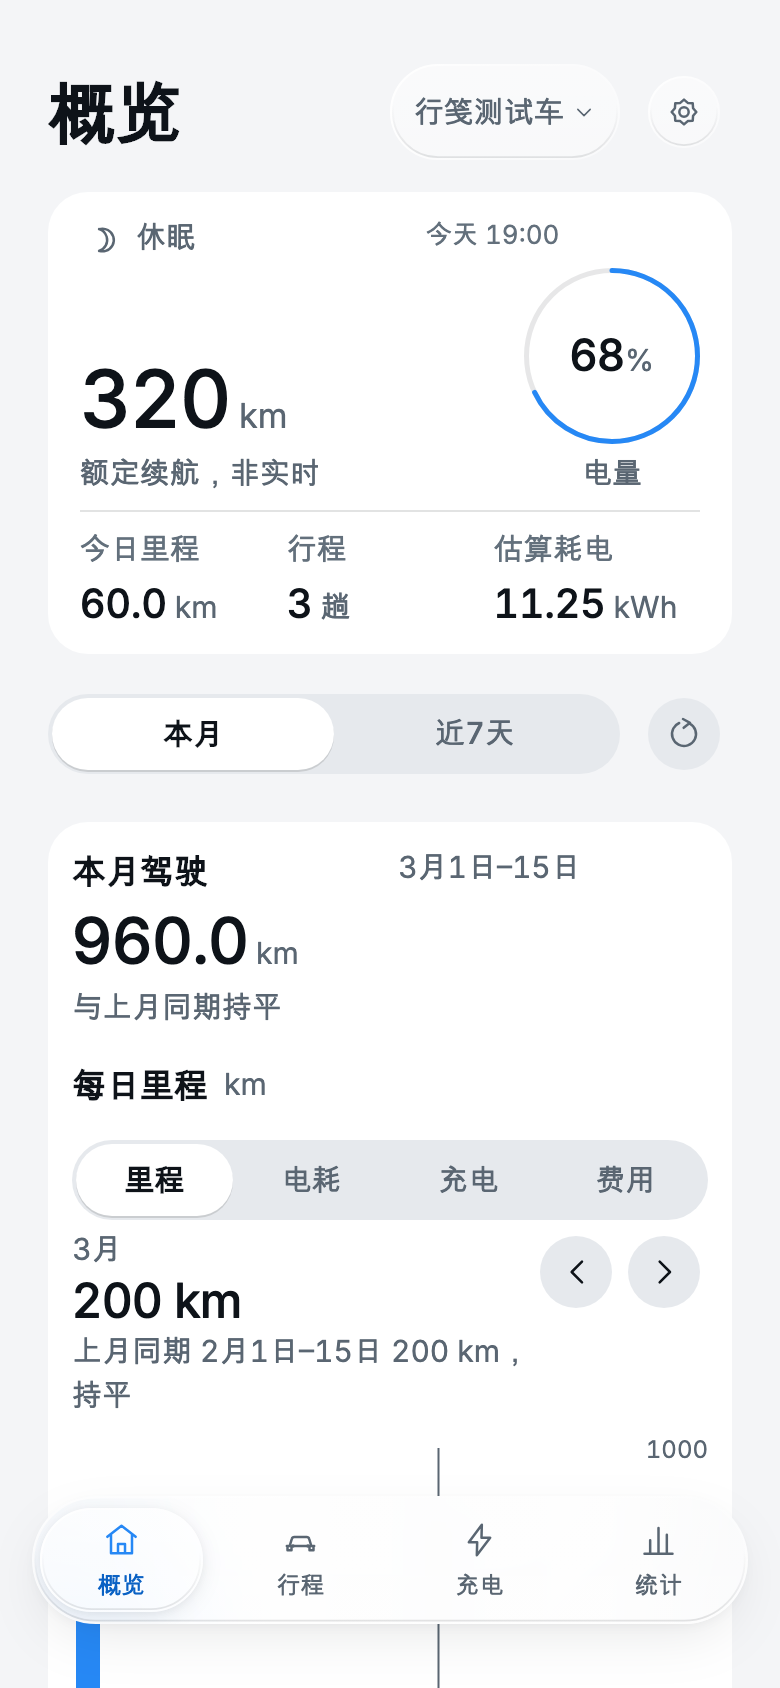 概览
行笺测试车
休眠
今天 19:00
68%
320 km
额定续航，非实时
电量
今日里程 行程 估算耗电
60.0 km 3 趟 11.25 kWh
本月 近7天
本月驾驶 3月1日–15日
960.0 km
与上月同期持平
每日里程 km
里程 电耗 充电 费用
3月
200 km
上月同期 2月1日–15日 200 km，
持平
1000
概览 行程 充电 统计